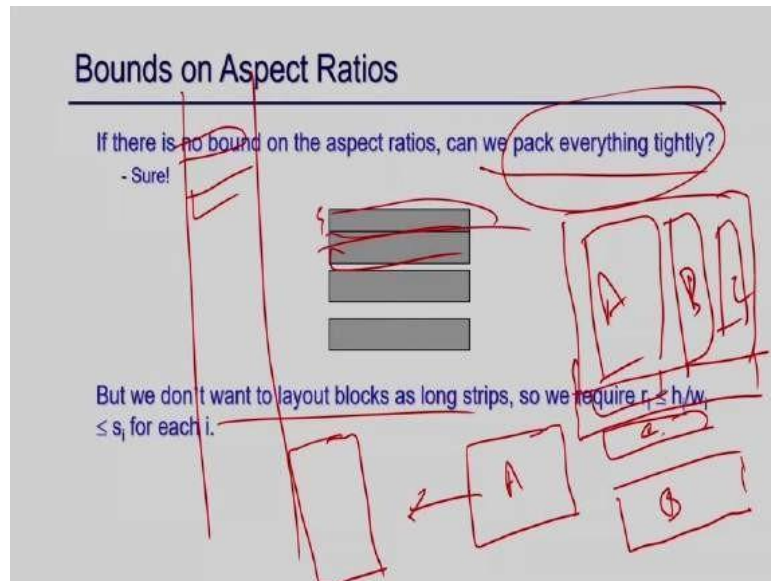 Bounds on Aspect Ratios
If there is no bound on the aspect ratios, can we pack everything tightly?
- Sure!
A B
But we don't want to layout blocks as long strips, so we require rᵢ ≤ hᵢ/wᵢ
≤ sᵢ for each i.
A
B